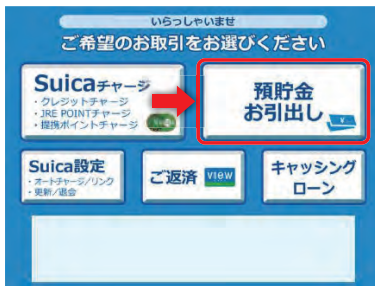 いらっしゃいませ
ご希望のお取引をお選びください
Suicaチャージ
・クレジットチャージ
・JRE POINTチャージ
・提携ポイントチャージ
預貯金
お引出し
Suica設定
・オートチャージ/リンク
・更新/退会
ご返済 VIEW
キャッシング
ローン